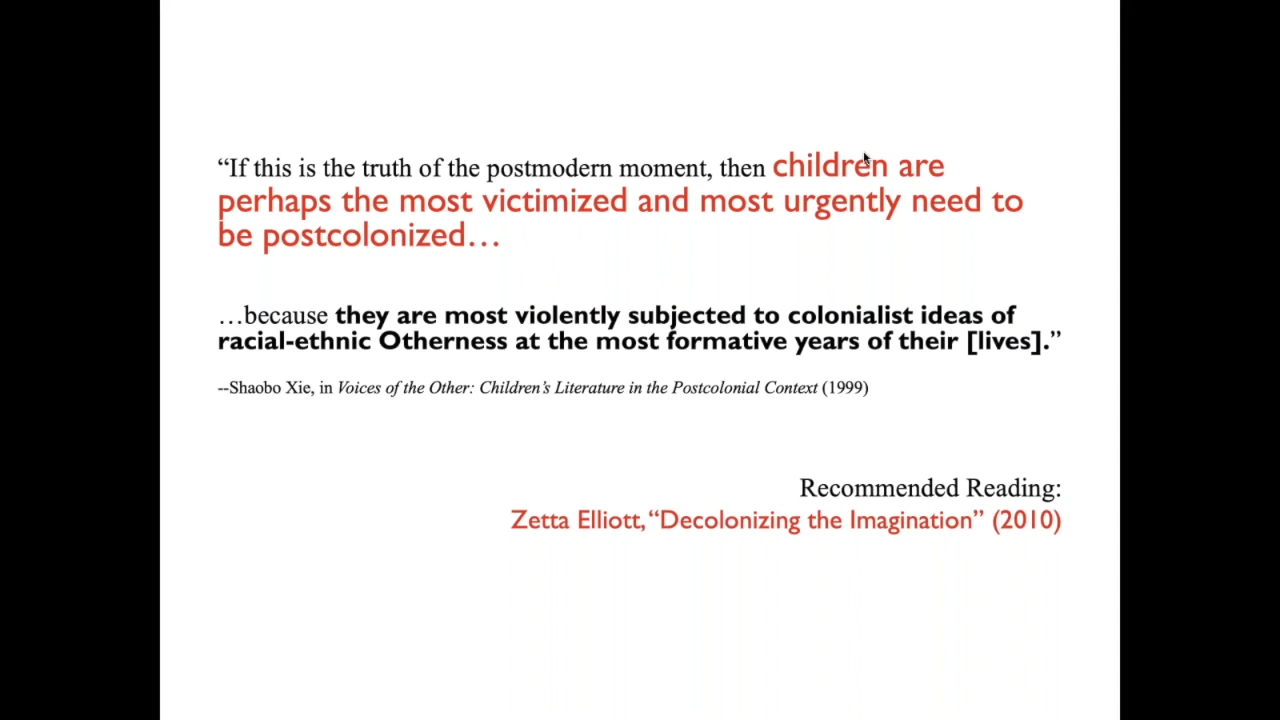 “If this is the truth of the postmodern moment, then children are
perhaps the most victimized and most urgently need to
be postcolonized…
…because they are most violently subjected to colonialist ideas of
racial-ethnic Otherness at the most formative years of their [lives].”
--Shaobo Xie, in Voices of the Other: Children’s Literature in the Postcolonial Context (1999)
Recommended Reading:
Zetta Elliott, “Decolonizing the Imagination” (2010)